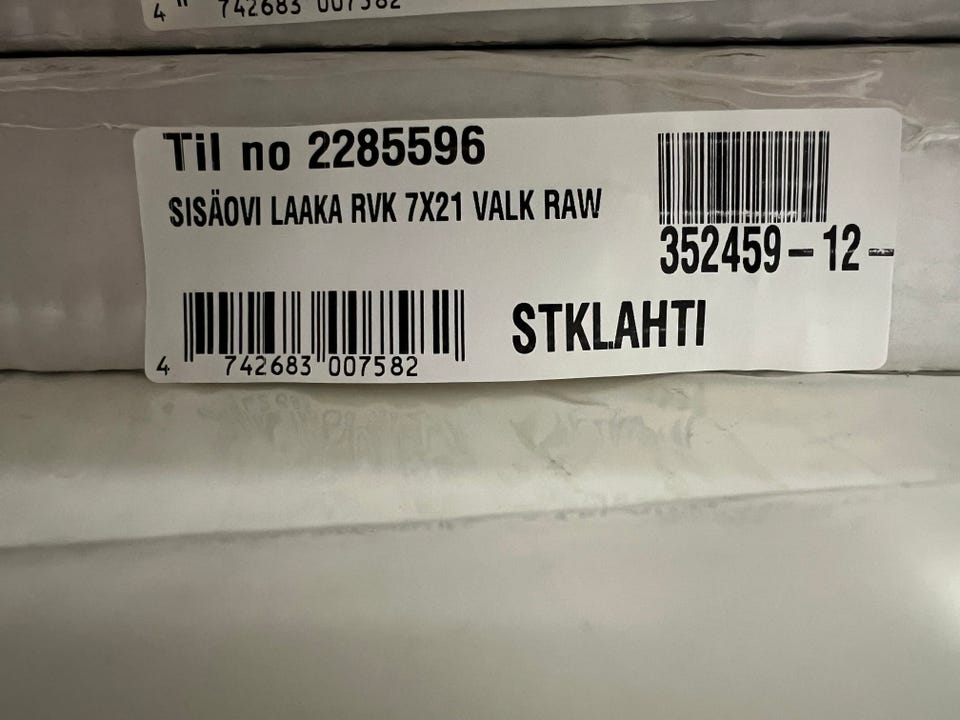 4 742683 007582
Til no 2285596
SISÄOVI LAAKA RVK 7X21 VALK RAW
352459-12-
4 742683 007582
STKLAHTI